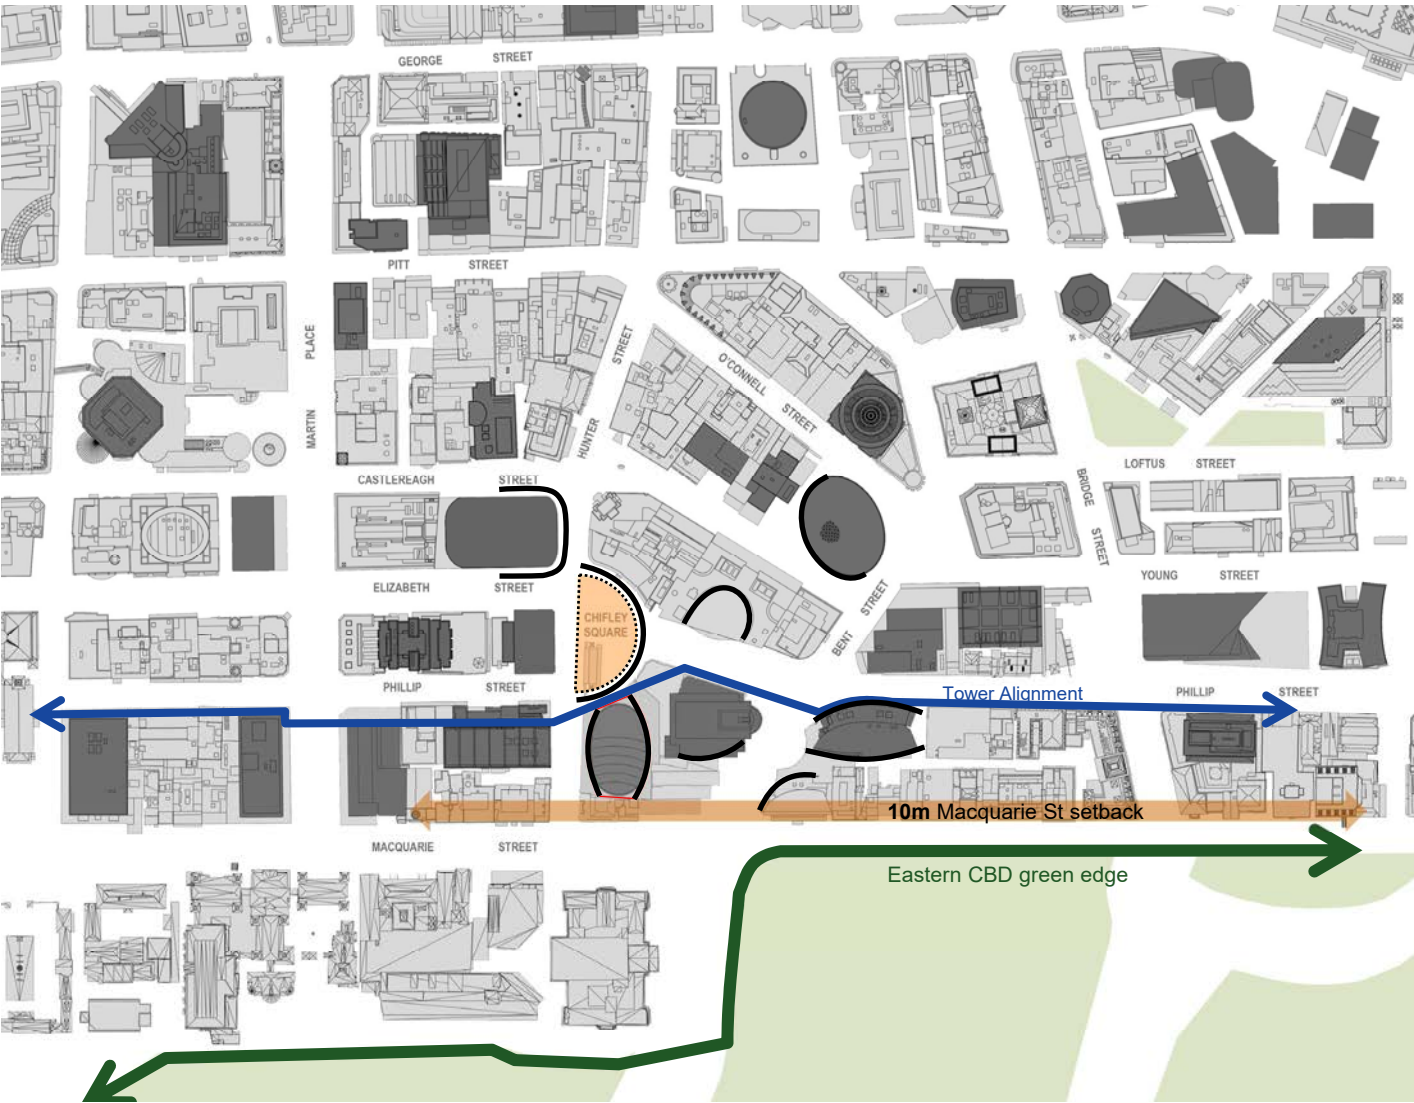 GEORGE STREET
PITT STREET
MARTIN PLACE
HUNTER STREET
O'CONNELL STREET
CASTLEREAGH STREET
LOFTUS STREET
BRIDGE STREET
ELIZABETH STREET
YOUNG STREET
CHIFLEY
SQUARE
BENT STREET
PHILLIP STREET
Tower Alignment
PHILLIP STREET
10m Macquarie St setback
MACQUARIE STREET
Eastern CBD green edge